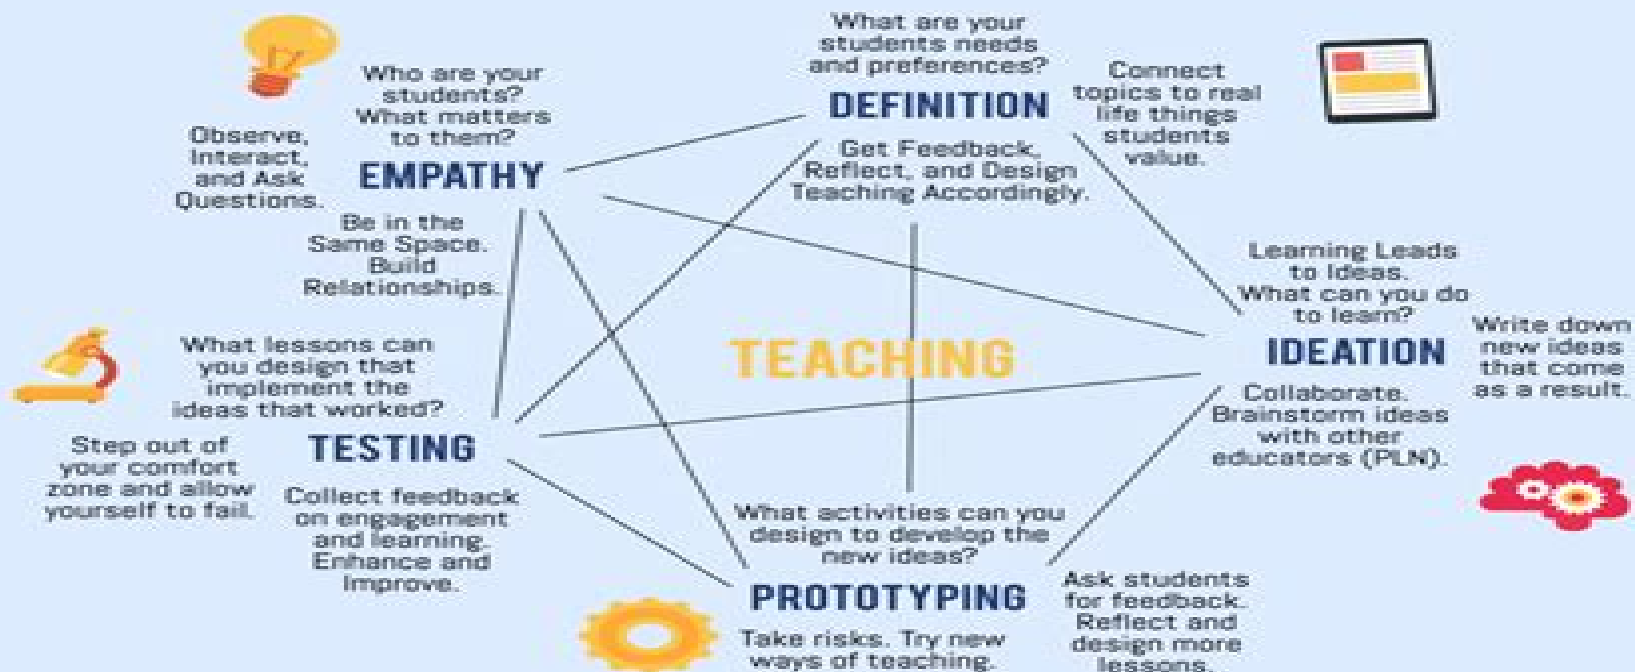 Who are your
students?
What matters
to them?
Observe,
Interact,
and Ask
Questions.
EMPATHY
Be in the
Same Space.
Build
Relationships.
What are your
students needs
and preferences?
DEFINITION
Connect
topics to real
life things
students
value.
Get Feedback,
Reflect, and Design
Teaching Accordingly.
Learning Leads
to Ideas.
What can you do
to learn?
IDEATION
Write down
new ideas
that come
as a result.
Collaborate.
Brainstorm ideas
with other
educators (PLN).
TEACHING
What lessons can
you design that
implement the
ideas that worked?
TESTING
Step out of
your comfort
zone and allow
yourself to fail.
Collect feedback
on engagement
and learning.
Enhance and
Improve.
What activities can you
design to develop the
new ideas?
PROTOTYPING
Take risks. Try new
ways of teaching.
Ask students
for feedback.
Reflect and
design more
lessons.